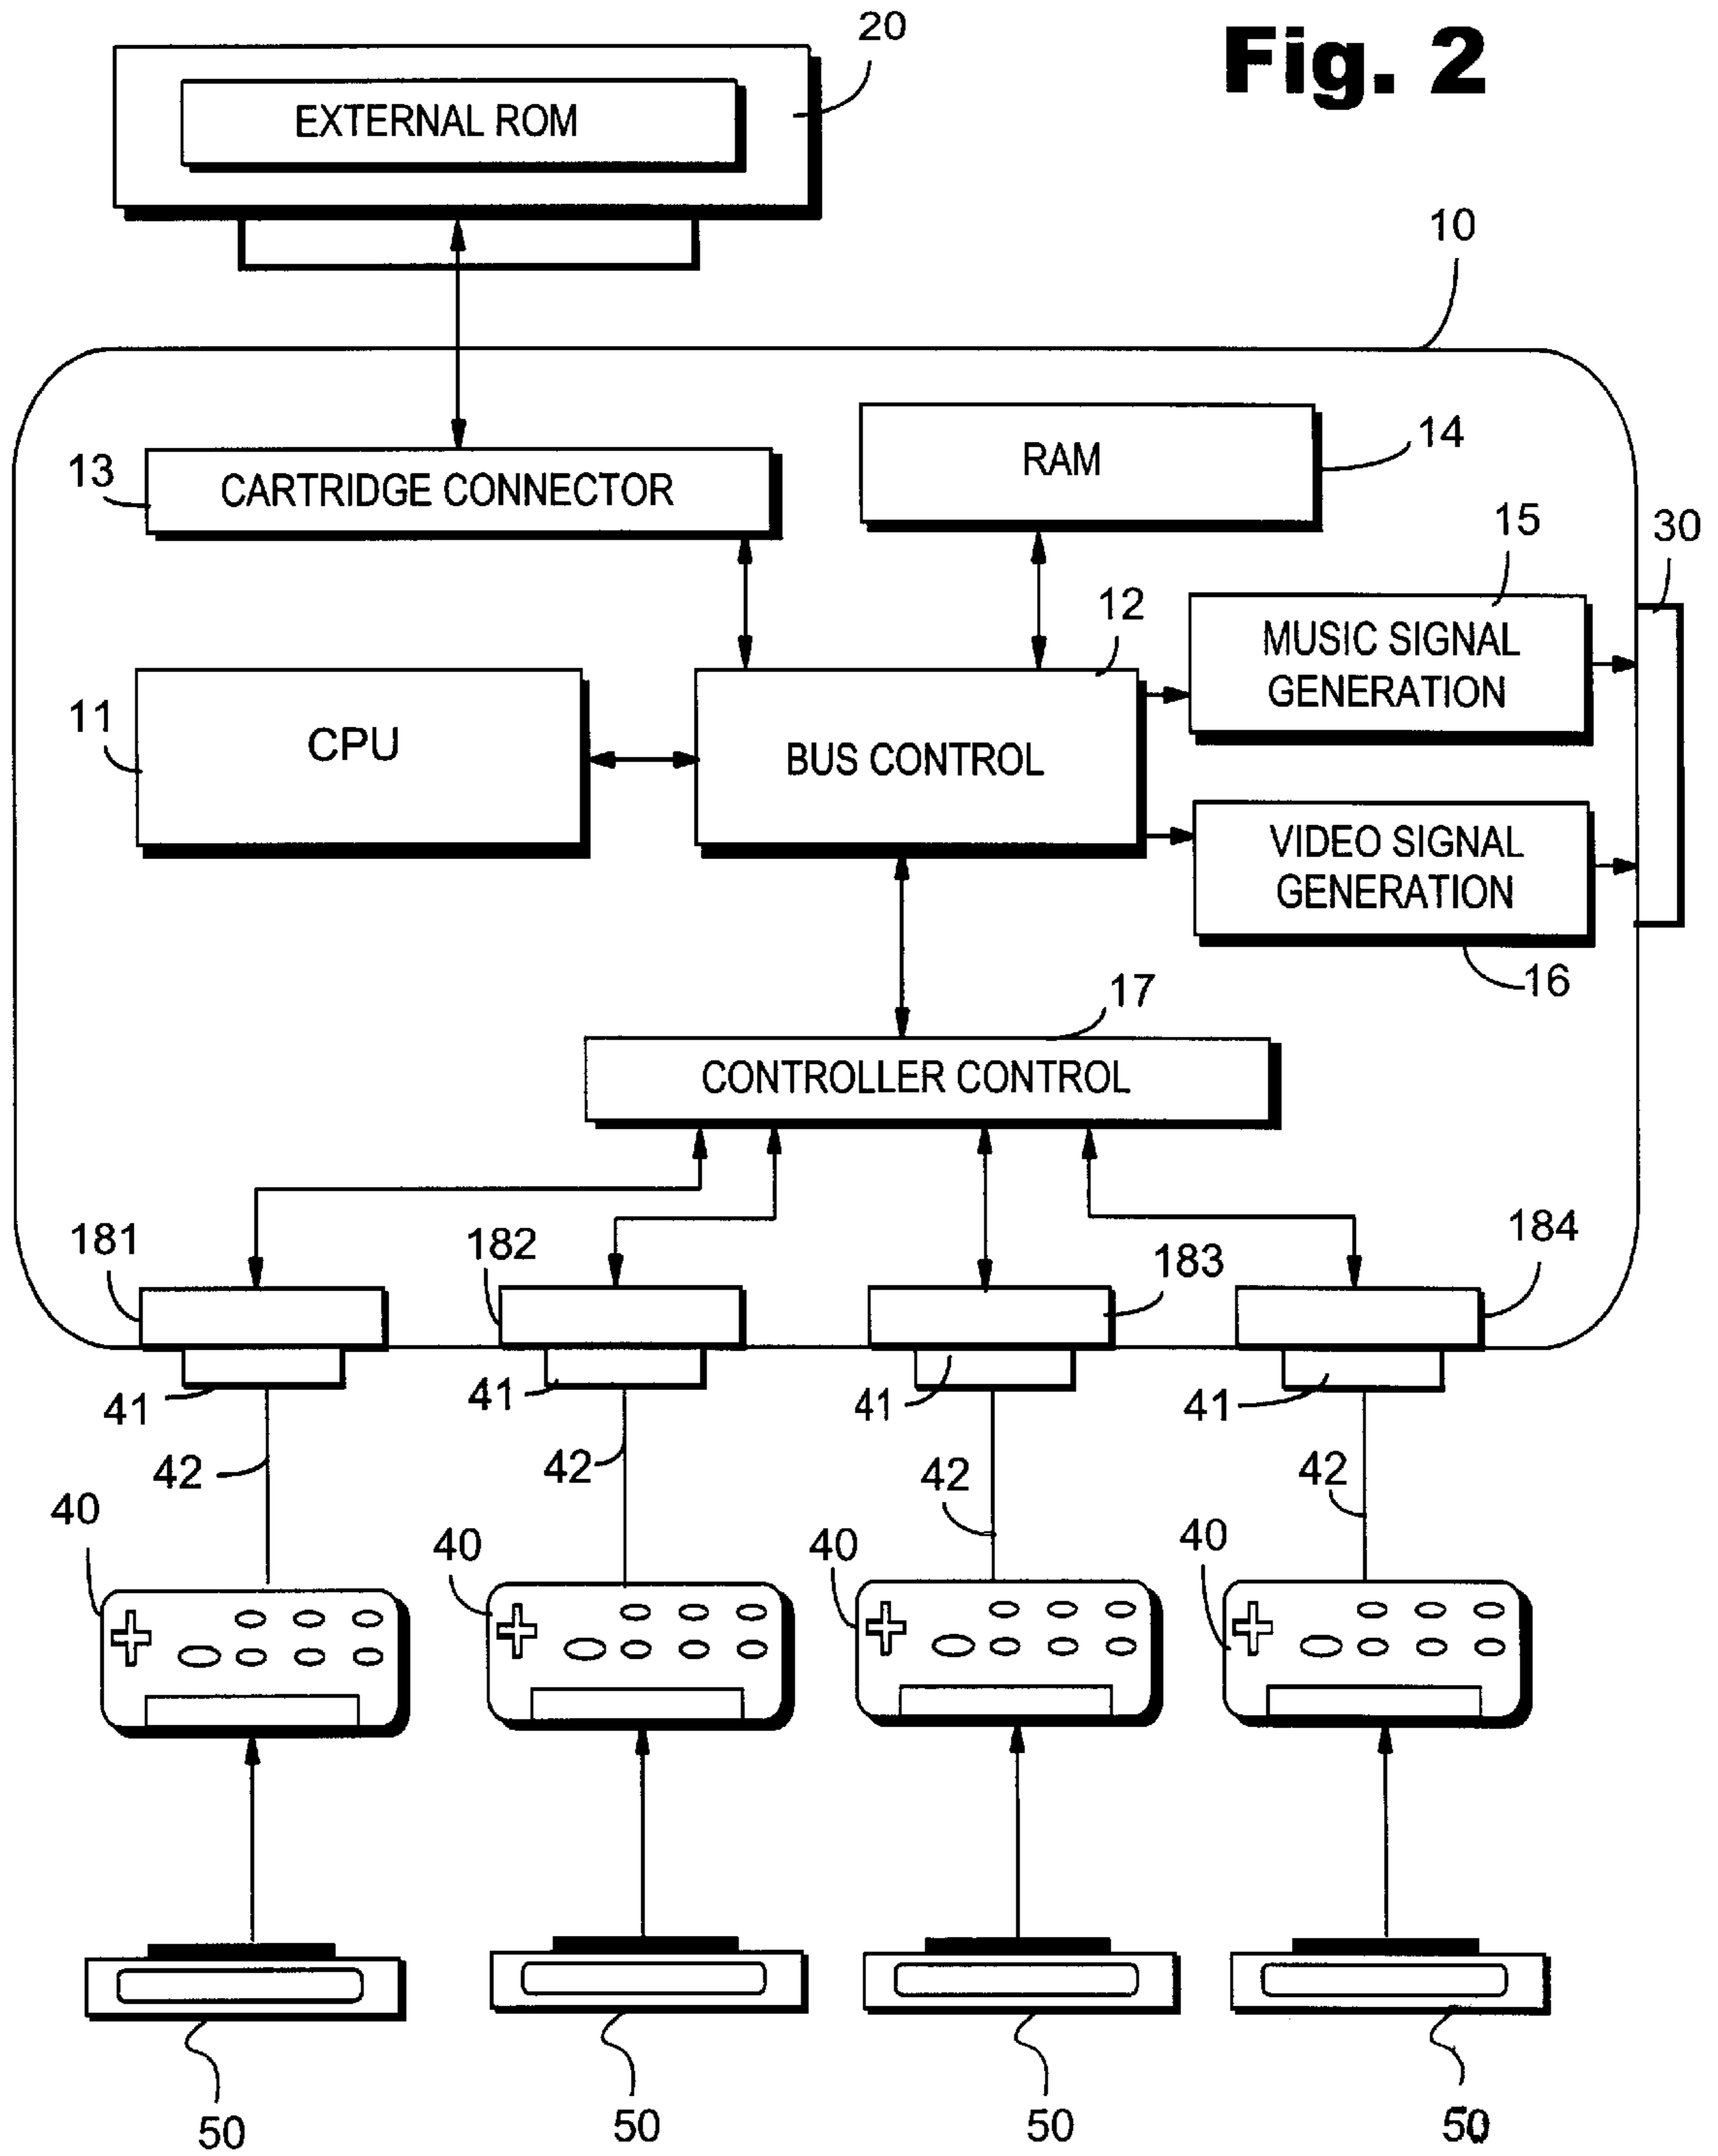 Fig. 2
20
EXTERNAL ROM
10
13
CARTRIDGE CONNECTOR
RAM
14
15
30
12
MUSIC SIGNAL
GENERATION
11
CPU
BUS CONTROL
VIDEO SIGNAL
GENERATION
16
17
CONTROLLER CONTROL
181
182
183
184
41
41
41
41
42
42
42
42
40
40
40
40
50
50
50
50